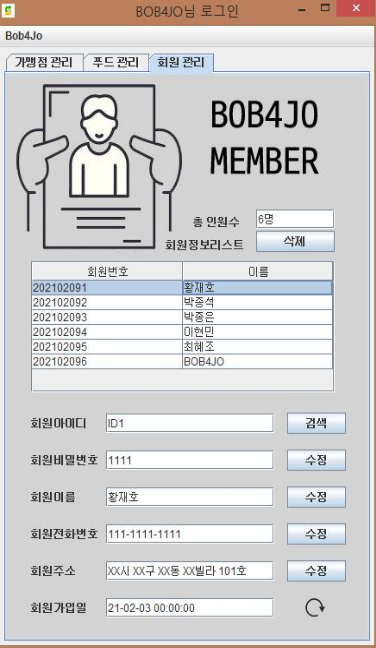 BOB4JO님 로그인
Bob4Jo
가맹점 관리 푸드 관리 회원 관리
BOB4JO
MEMBER
총 인원수 6명
회원정보리스트 삭제
회원번호 이름
202102091 황재호
202102092 박종석
202102093 박종은
202102094 이현민
202102095 최혜조
202102096 BOB4JO
회원아이디 ID1 검색
회원비밀번호 1111 수정
회원이름 황재호 수정
회원전화번호 111-1111-1111 수정
회원주소 XX시 XX구 XX동 XX빌라 101호 수정
회원가입일 21-02-03 00:00:00